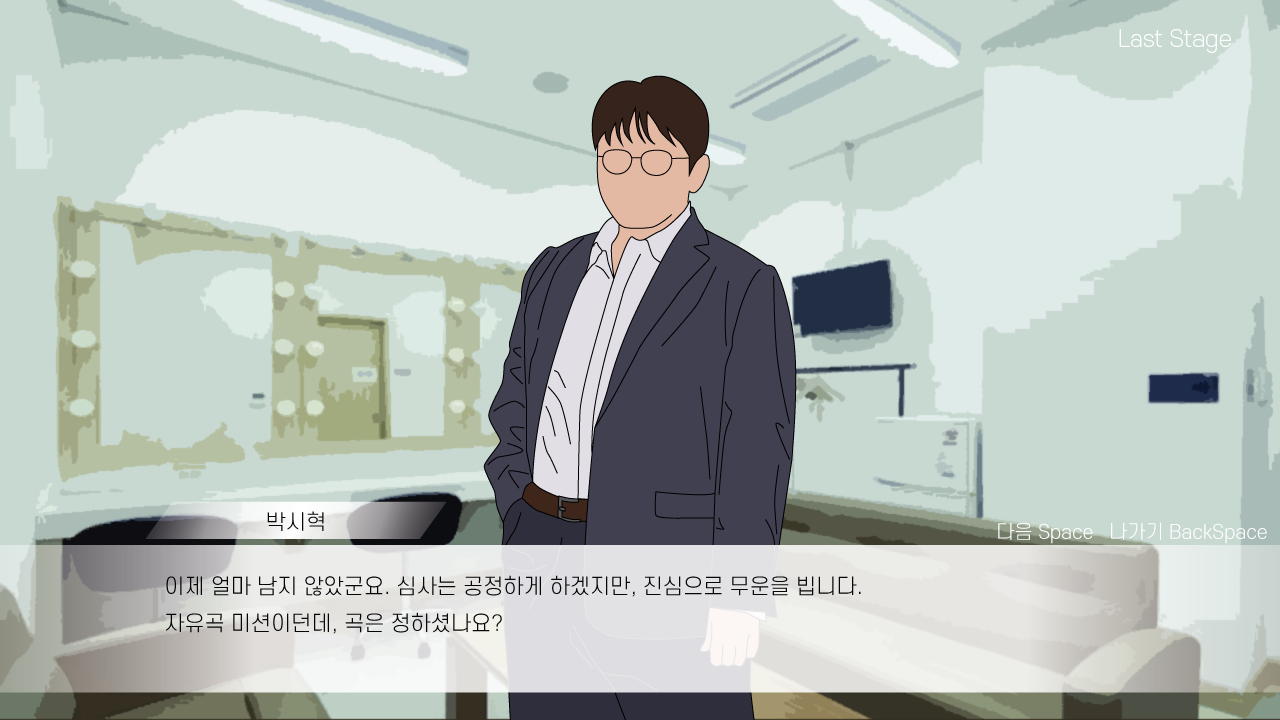 Last Stage
박시혁
다음 Space 나가기 BackSpace
이제 얼마 남지 않았군요. 심사는 공정하게 하겠지만, 진심으로 무운을 빕니다.
자유곡 미션이던데, 곡은 정하셨나요?